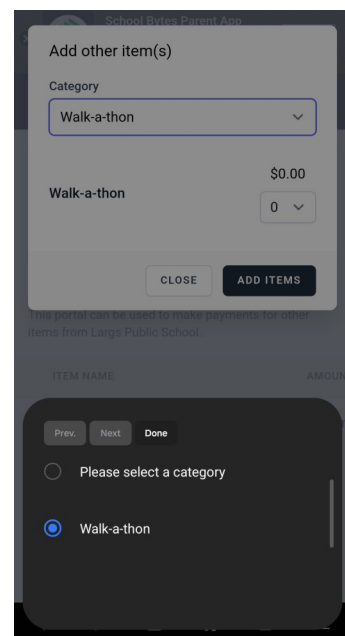 School Bytes Parent App
Add other item(s)
Category
Walk-a-thon
$0.00
Walk-a-thon
0
CLOSE
ADD ITEMS
This portal can be used to make payments for other
items from Largs Public School.
ITEM NAME
AMOUN
Prev.
Next
Done
Please select a category
Walk-a-thon